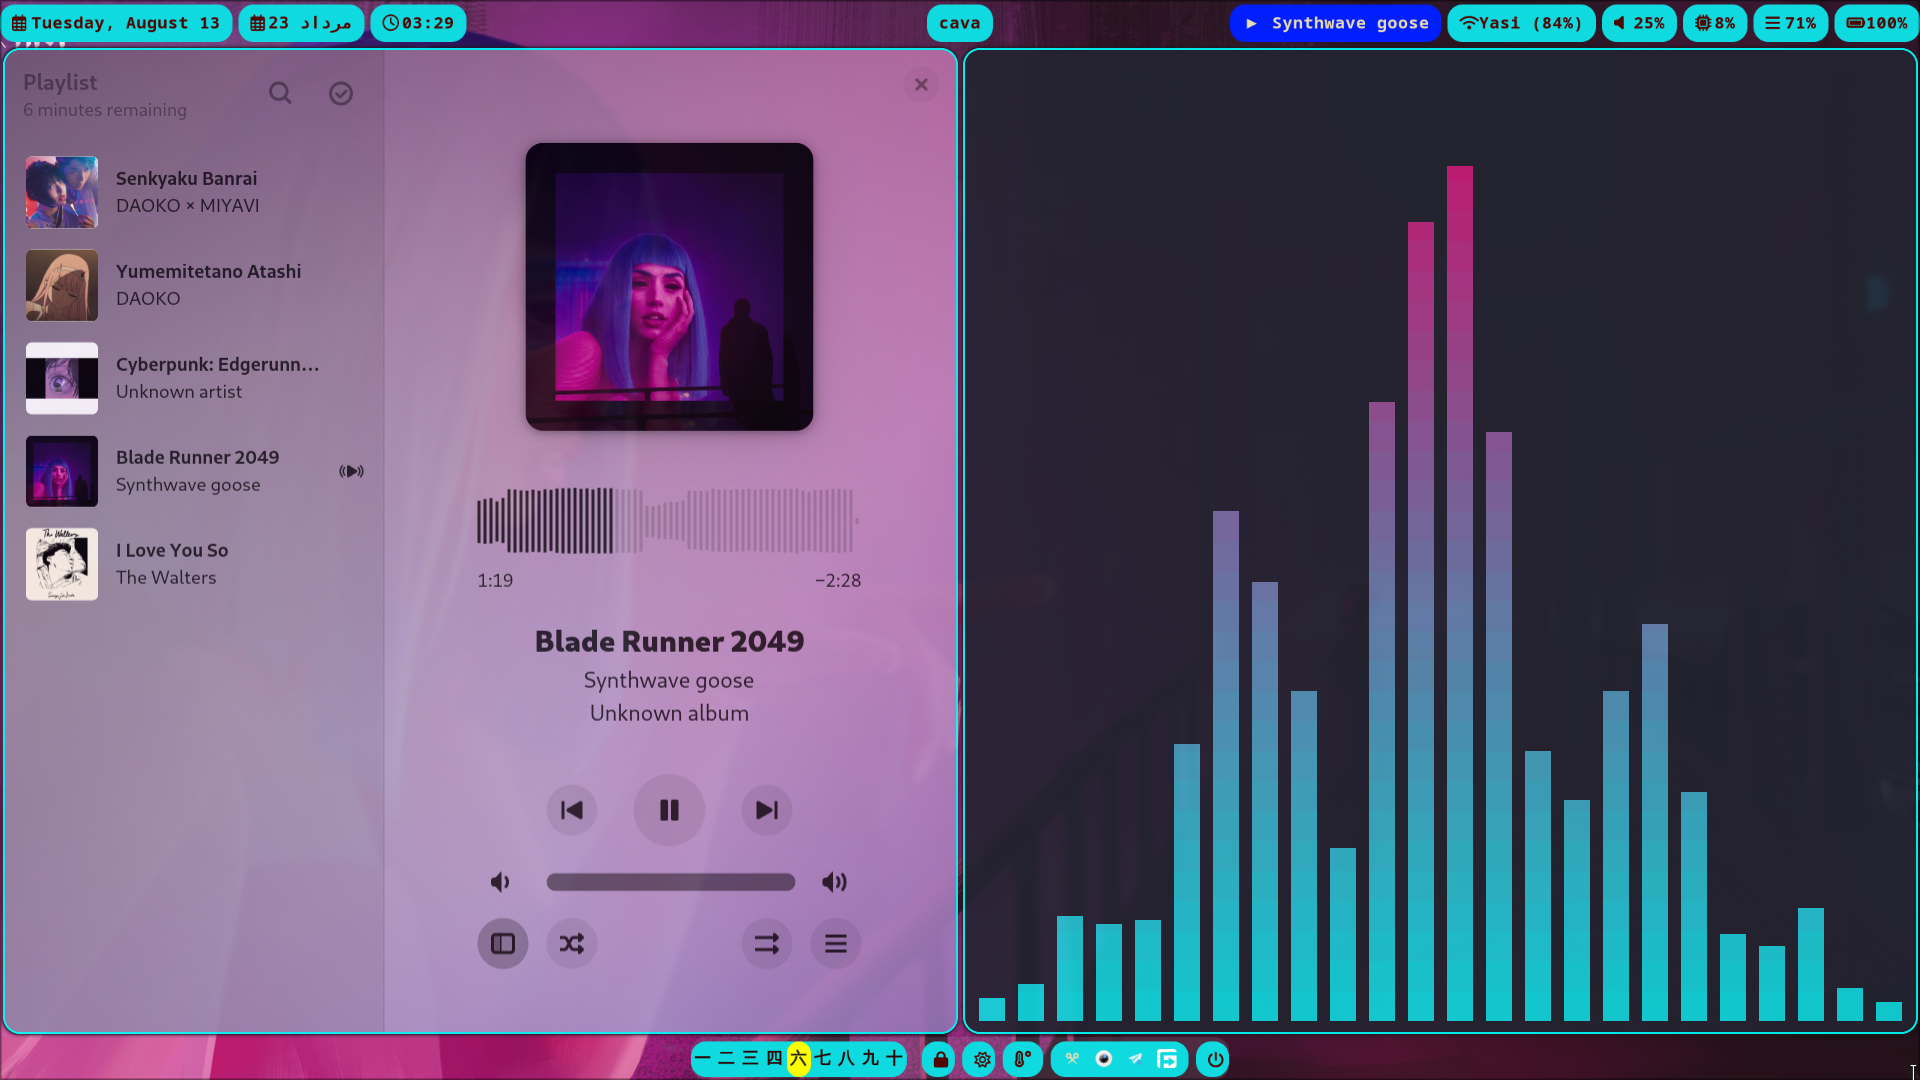 Tuesday, August 13
23 مرداد
03:29
cava
Synthwave goose
Yasi (84%)
25%
8%
71%
100%
Playlist
6 minutes remaining
Senkyaku Banrai
DAOKO × MIYAVI
Yumemitetano Atashi
DAOKO
Cyberpunk: Edgerunn…
Unknown artist
Blade Runner 2049
Synthwave goose
The Walters
I Love You So
The Walters
1:19
−2:28
Blade Runner 2049
Synthwave goose
Unknown album
一 二 三 四 六 七 八 九 十